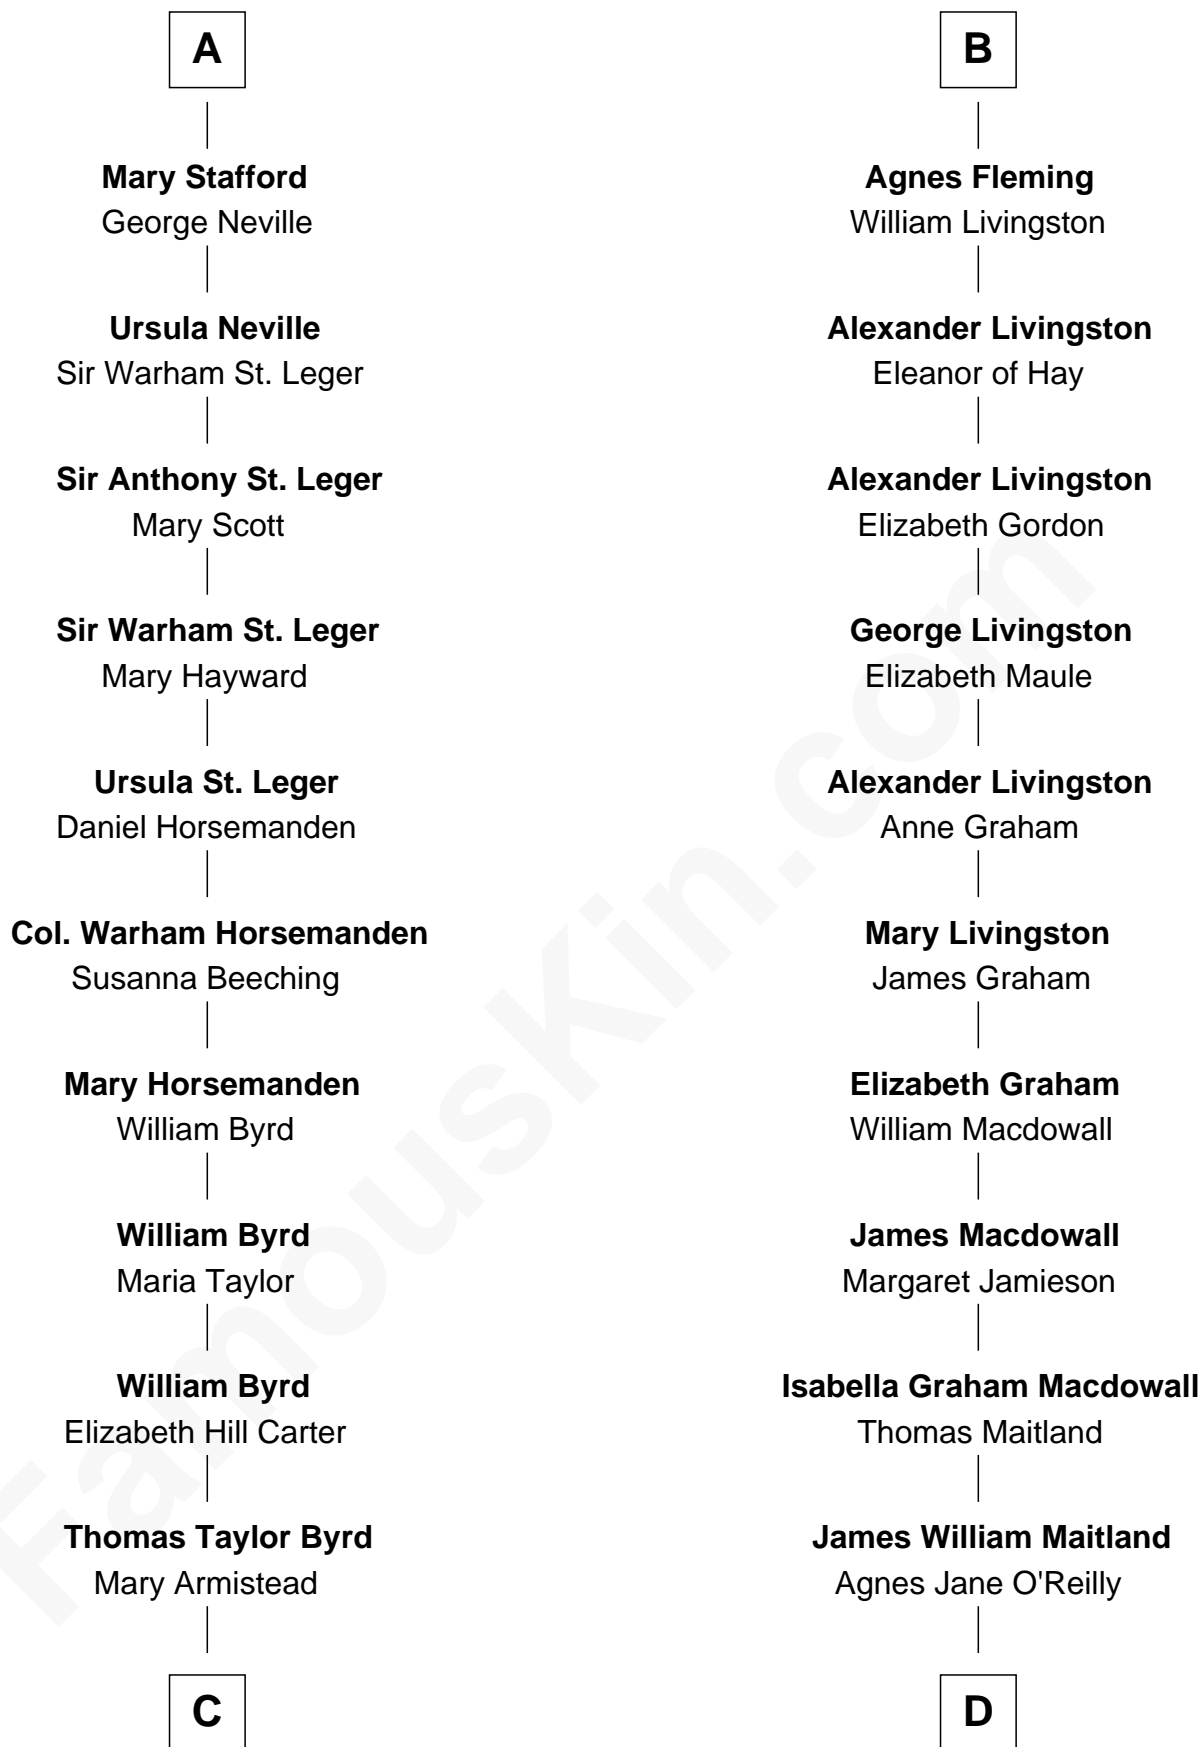 A
Mary Stafford
George Neville
Ursula Neville
Sir Warham St. Leger
Sir Anthony St. Leger
Mary Scott
Sir Warham St. Leger
Mary Hayward
Ursula St. Leger
Daniel Horsemanden
Col. Warham Horsemanden
Susanna Beeching
Mary Horsemanden
William Byrd
William Byrd
Maria Taylor
William Byrd
Elizabeth Hill Carter
Thomas Taylor Byrd
Mary Armistead
C
B
Agnes Fleming
William Livingston
Alexander Livingston
Eleanor of Hay
Alexander Livingston
Elizabeth Gordon
George Livingston
Elizabeth Maule
Alexander Livingston
Anne Graham
Mary Livingston
James Graham
Elizabeth Graham
William Macdowall
James Macdowall
Margaret Jamieson
Isabella Graham Macdowall
Thomas Maitland
James William Maitland
Agnes Jane O'Reilly
D
FamousKin.com